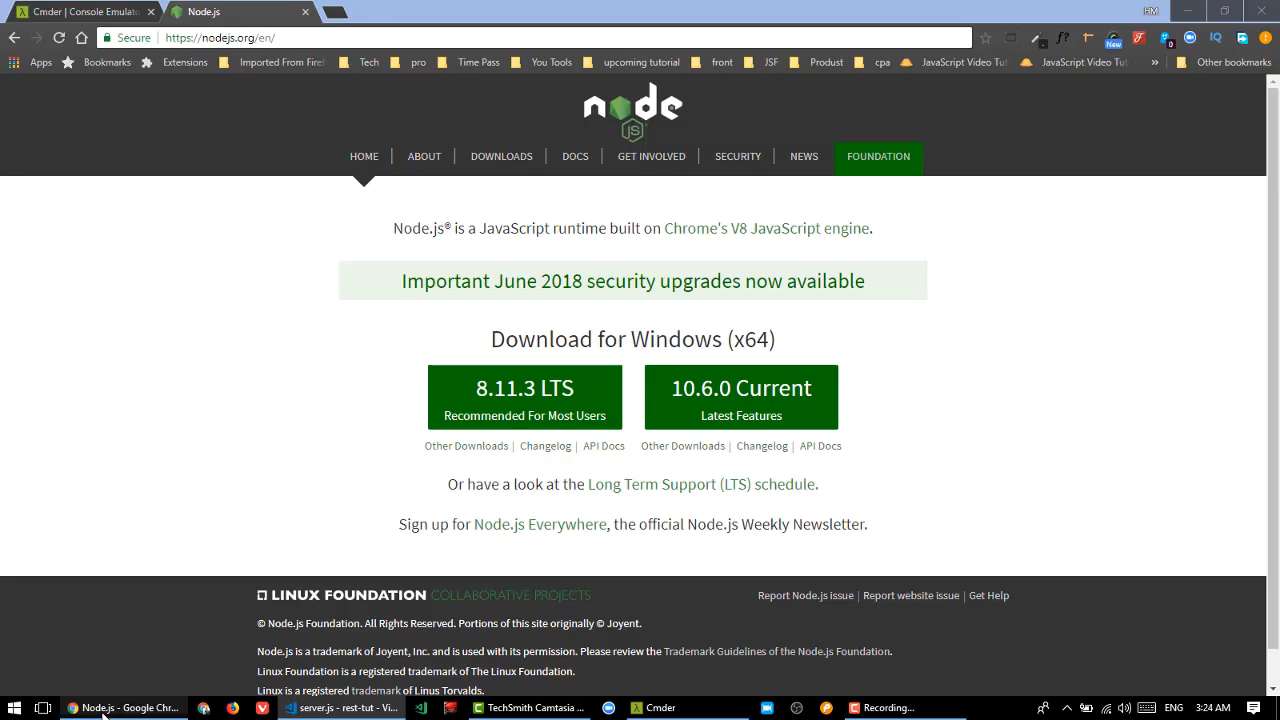 Cmder | Console Emulato
Node.js
HM
Secure
https://nodejs.org/en/
f?
New
0
IQ
Apps
Bookmarks
Extensions
Imported From Fire
Tech
pro
Time Pass
You Tools
upcoming tutorial
front
JSF
Produst
cpa
JavaScript Video Tut
JavaScript Video Tu
»
Other bookmarks
node
JS
HOME
ABOUT
DOWNLOADS
DOCS
GET INVOLVED
SECURITY
NEWS
FOUNDATION
Node.js® is a JavaScript runtime built on Chrome's V8 JavaScript engine.
Important June 2018 security upgrades now available
Download for Windows (x64)
8.11.3 LTS
Recommended For Most Users
10.6.0 Current
Latest Features
Other Downloads | Changelog | API Docs
Other Downloads | Changelog | API Docs
Or have a look at the Long Term Support (LTS) schedule.
Sign up for Node.js Everywhere, the official Node.js Weekly Newsletter.
LINUX FOUNDATION COLLABORATIVE PROJECTS
Report Node.js issue | Report website issue | Get Help
© Node.js Foundation. All Rights Reserved. Portions of this site originally © Joyent.
Node.js is a trademark of Joyent, Inc. and is used with its permission. Please review the Trademark Guidelines of the Node.js Foundation.
Linux Foundation is a registered trademark of The Linux Foundation.
Linux is a registered trademark of Linus Torvalds.
Node.js - Google Chr...
server.js - rest-tut - Vi...
TechSmith Camtasia ...
Cmder
Recording...
ENG
3:24 AM